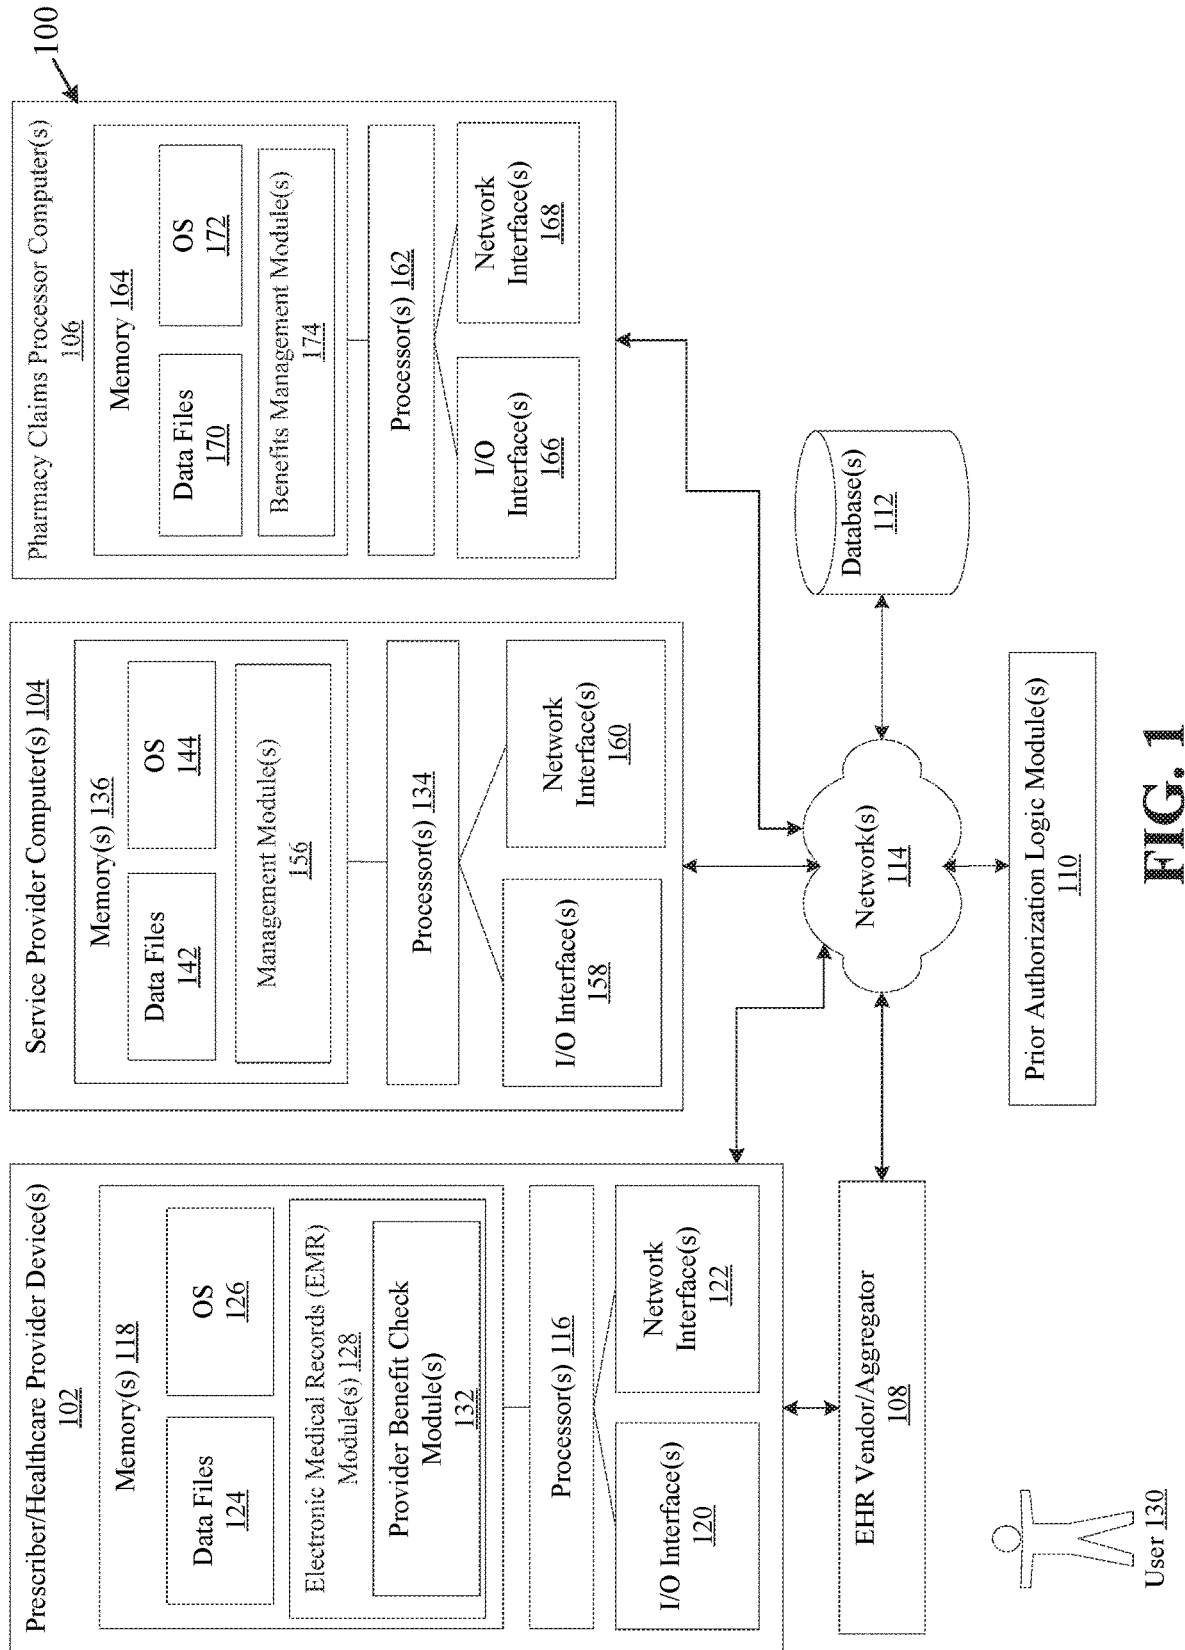 100
Prescriber/Healthcare Provider Device(s)
102
Memory(s) 118
Data Files
124
OS
126
Electronic Medical Records (EMR)
Module(s) 128
Provider Benefit Check
Module(s)
132
Processor(s) 116
I/O Interface(s)
120
Network
Interface(s)
122
Service Provider Computer(s) 104
Memory(s) 136
Data Files
142
OS
144
Management Module(s)
156
Processor(s) 134
I/O Interface(s)
158
Network
Interface(s)
160
Pharmacy Claims Processor Computer(s)
106
Memory 164
Data Files
170
OS
172
Benefits Management Module(s)
174
Processor(s) 162
I/O
Interface(s)
166
Network
Interface(s)
168
EHR Vendor/Aggregator
108
Network(s)
114
Database(s)
112
User 130
Prior Authorization Logic Module(s)
110
FIG. 1